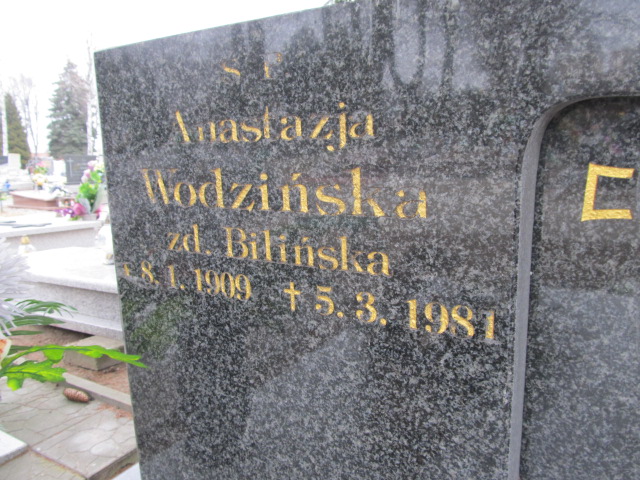 Ś P
Anastazja
Wodzińska
zd. Bilińska
* 8. 1. 1909 † 5. 3. 1981